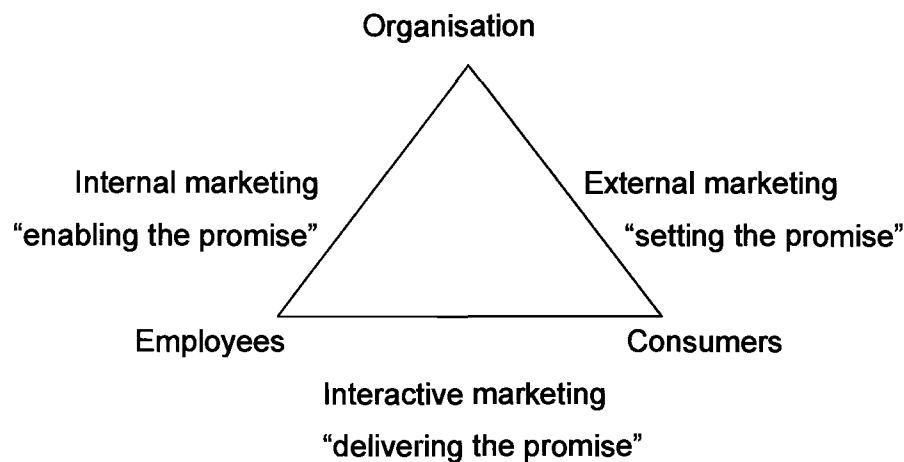 Organisation
Internal marketing
“enabling the promise”
External marketing
“setting the promise”
Employees
Consumers
Interactive marketing
“delivering the promise”